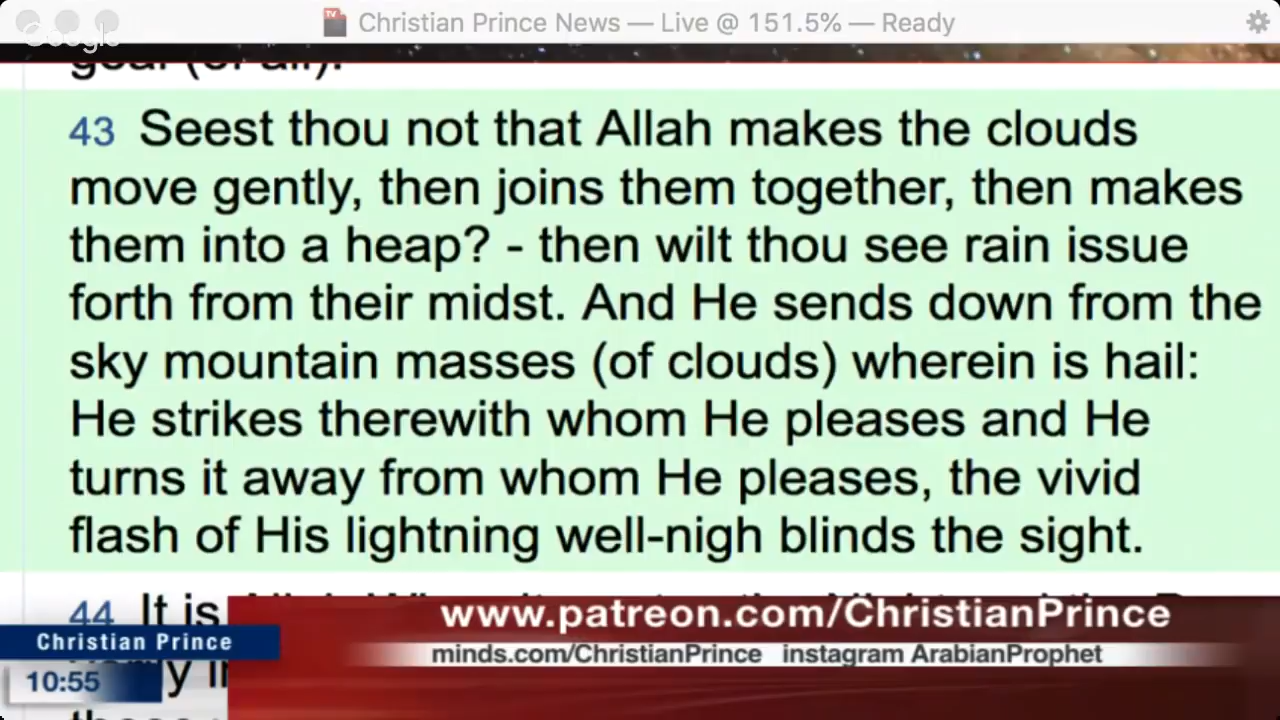 Christian Prince News — Live @ 151.5% — Ready
Google
goal (of all).
43 Seest thou not that Allah makes the clouds
move gently, then joins them together, then makes
them into a heap? - then wilt thou see rain issue
forth from their midst. And He sends down from the
sky mountain masses (of clouds) wherein is hail:
He strikes therewith whom He pleases and He
turns it away from whom He pleases, the vivid
flash of His lightning well-nigh blinds the sight.
44 It is
www.patreon.com/ChristianPrince
Christian Prince
minds.com/ChristianPrince instagram ArabianProphet
10:55